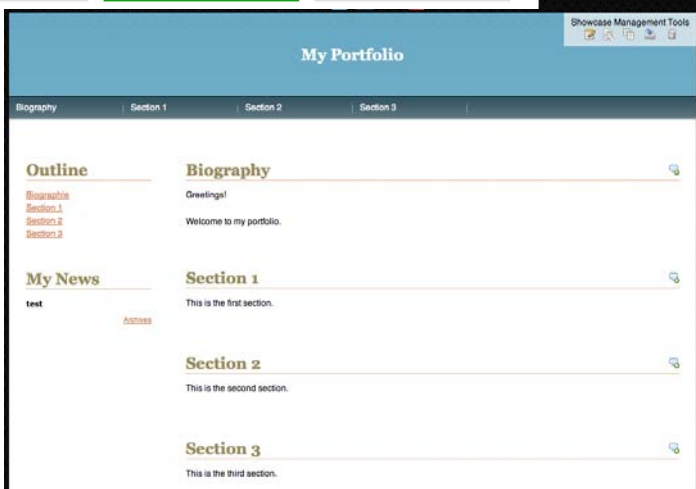 Showcase Management Tools
My Portfolio
Biography | Section 1 | Section 2 | Section 3 |
Outline
Biographie
Section 1
Section 2
Section 3
My News
test
Archives
Biography
Greetings!
Welcome to my portfolio.
Section 1
This is the first section.
Section 2
This is the second section.
Section 3
This is the third section.